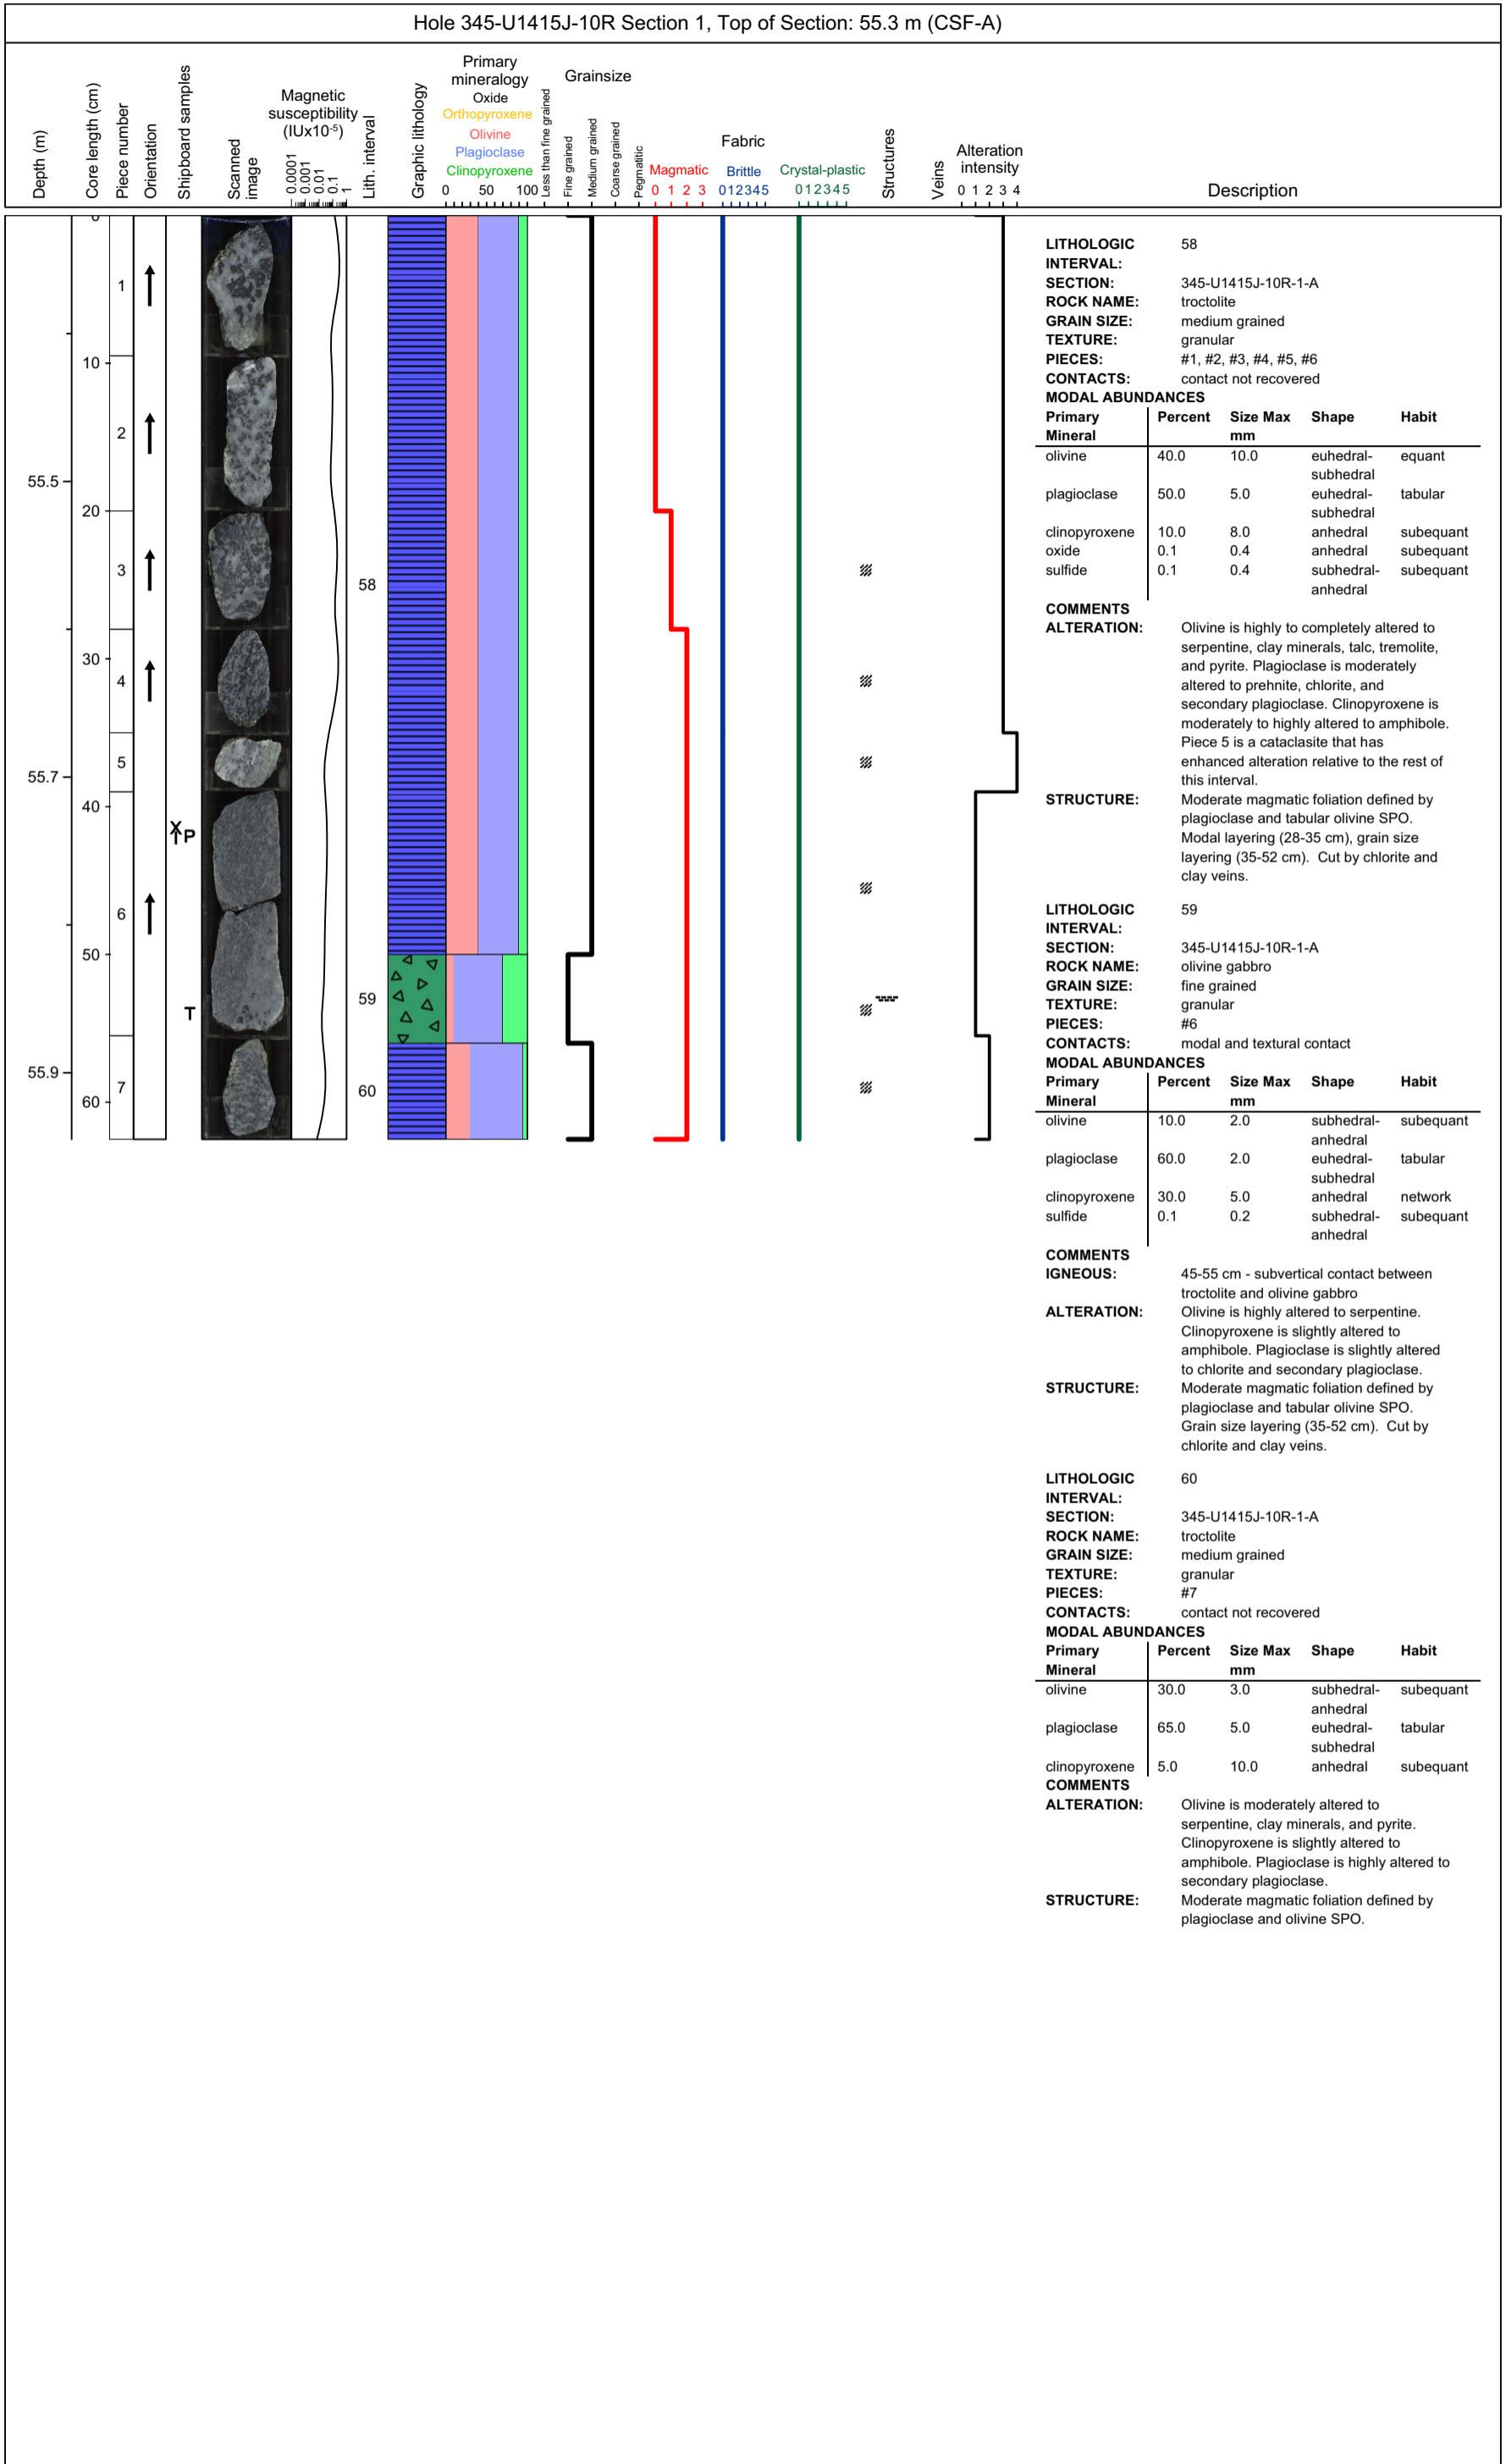 Hole 345-U1415J-10R Section 1, Top of Section: 55.3 m (CSF-A)
Depth (m)
Core length (cm)
Piece number
Orientation
Shipboard samples
Scanned
image
Magnetic
susceptibility
(IUx10-5)
0.0001
0.001
0.01
0.1
1
Lith. interval
Graphic lithology
Primary
mineralogy
Oxide
Orthopyroxene
Olivine
Plagioclase
Clinopyroxene
0 50 100
Grainsize
Less than fine grained
Fine grained
Medium grained
Coarse grained
Pegmatitic
Fabric
Magmatic
0 1 2 3
Brittle
012345
Crystal-plastic
012345
Structures
Veins
Alteration
intensity
0 1 2 3 4
Description
0
1
10
2
55.5
20
3
58
30
4
5
55.7
40
X
P
6
50
59
T
55.9
7
60
60
LITHOLOGIC 58
INTERVAL:
SECTION: 345-U1415J-10R-1-A
ROCK NAME: troctolite
GRAIN SIZE: medium grained
TEXTURE: granular
PIECES: #1, #2, #3, #4, #5, #6
CONTACTS: contact not recovered
MODAL ABUNDANCES
Primary Percent Size Max Shape Habit
Mineral mm
olivine 40.0 10.0 euhedral- equant
subhedral
plagioclase 50.0 5.0 euhedral- tabular
subhedral
clinopyroxene 10.0 8.0 anhedral subequant
oxide 0.1 0.4 anhedral subequant
sulfide 0.1 0.4 subhedral- subequant
anhedral
COMMENTS
ALTERATION: Olivine is highly to completely altered to
serpentine, clay minerals, talc, tremolite,
and pyrite. Plagioclase is moderately
altered to prehnite, chlorite, and
secondary plagioclase. Clinopyroxene is
moderately to highly altered to amphibole.
Piece 5 is a cataclasite that has
enhanced alteration relative to the rest of
this interval.
STRUCTURE: Moderate magmatic foliation defined by
plagioclase and tabular olivine SPO.
Modal layering (28-35 cm), grain size
layering (35-52 cm). Cut by chlorite and
clay veins.
LITHOLOGIC 59
INTERVAL:
SECTION: 345-U1415J-10R-1-A
ROCK NAME: olivine gabbro
GRAIN SIZE: fine grained
TEXTURE: granular
PIECES: #6
CONTACTS: modal and textural contact
MODAL ABUNDANCES
Primary Percent Size Max Shape Habit
Mineral mm
olivine 10.0 2.0 subhedral- subequant
anhedral
plagioclase 60.0 2.0 euhedral- tabular
subhedral
clinopyroxene 30.0 5.0 anhedral network
sulfide 0.1 0.2 subhedral- subequant
anhedral
COMMENTS
IGNEOUS: 45-55 cm - subvertical contact between
troctolite and olivine gabbro
ALTERATION: Olivine is highly altered to serpentine.
Clinopyroxene is slightly altered to
amphibole. Plagioclase is slightly altered
to chlorite and secondary plagioclase.
STRUCTURE: Moderate magmatic foliation defined by
plagioclase and tabular olivine SPO.
Grain size layering (35-52 cm). Cut by
chlorite and clay veins.
LITHOLOGIC 60
INTERVAL:
SECTION: 345-U1415J-10R-1-A
ROCK NAME: troctolite
GRAIN SIZE: medium grained
TEXTURE: granular
PIECES: #7
CONTACTS: contact not recovered
MODAL ABUNDANCES
Primary Percent Size Max Shape Habit
Mineral mm
olivine 30.0 3.0 subhedral- subequant
anhedral
plagioclase 65.0 5.0 euhedral- tabular
subhedral
clinopyroxene 5.0 10.0 anhedral subequant
COMMENTS
ALTERATION: Olivine is moderately altered to
serpentine, clay minerals, and pyrite.
Clinopyroxene is slightly altered to
amphibole. Plagioclase is highly altered to
secondary plagioclase.
STRUCTURE: Moderate magmatic foliation defined by
plagioclase and olivine SPO.